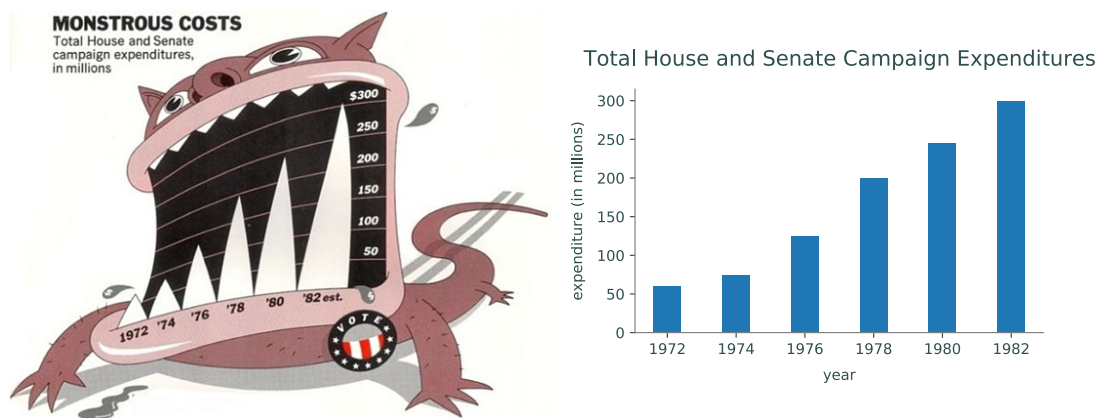 MONSTROUS COSTS
Total House and Senate
campaign expenditures,
in millions
$300
250
200
150
100
50
1972 '74 '76 '78 '80 '82 est.
$
$
VOTE
Total House and Senate Campaign Expenditures
expenditure (in millions)
300
250
200
150
100
50
0
1972 1974 1976 1978 1980 1982
year